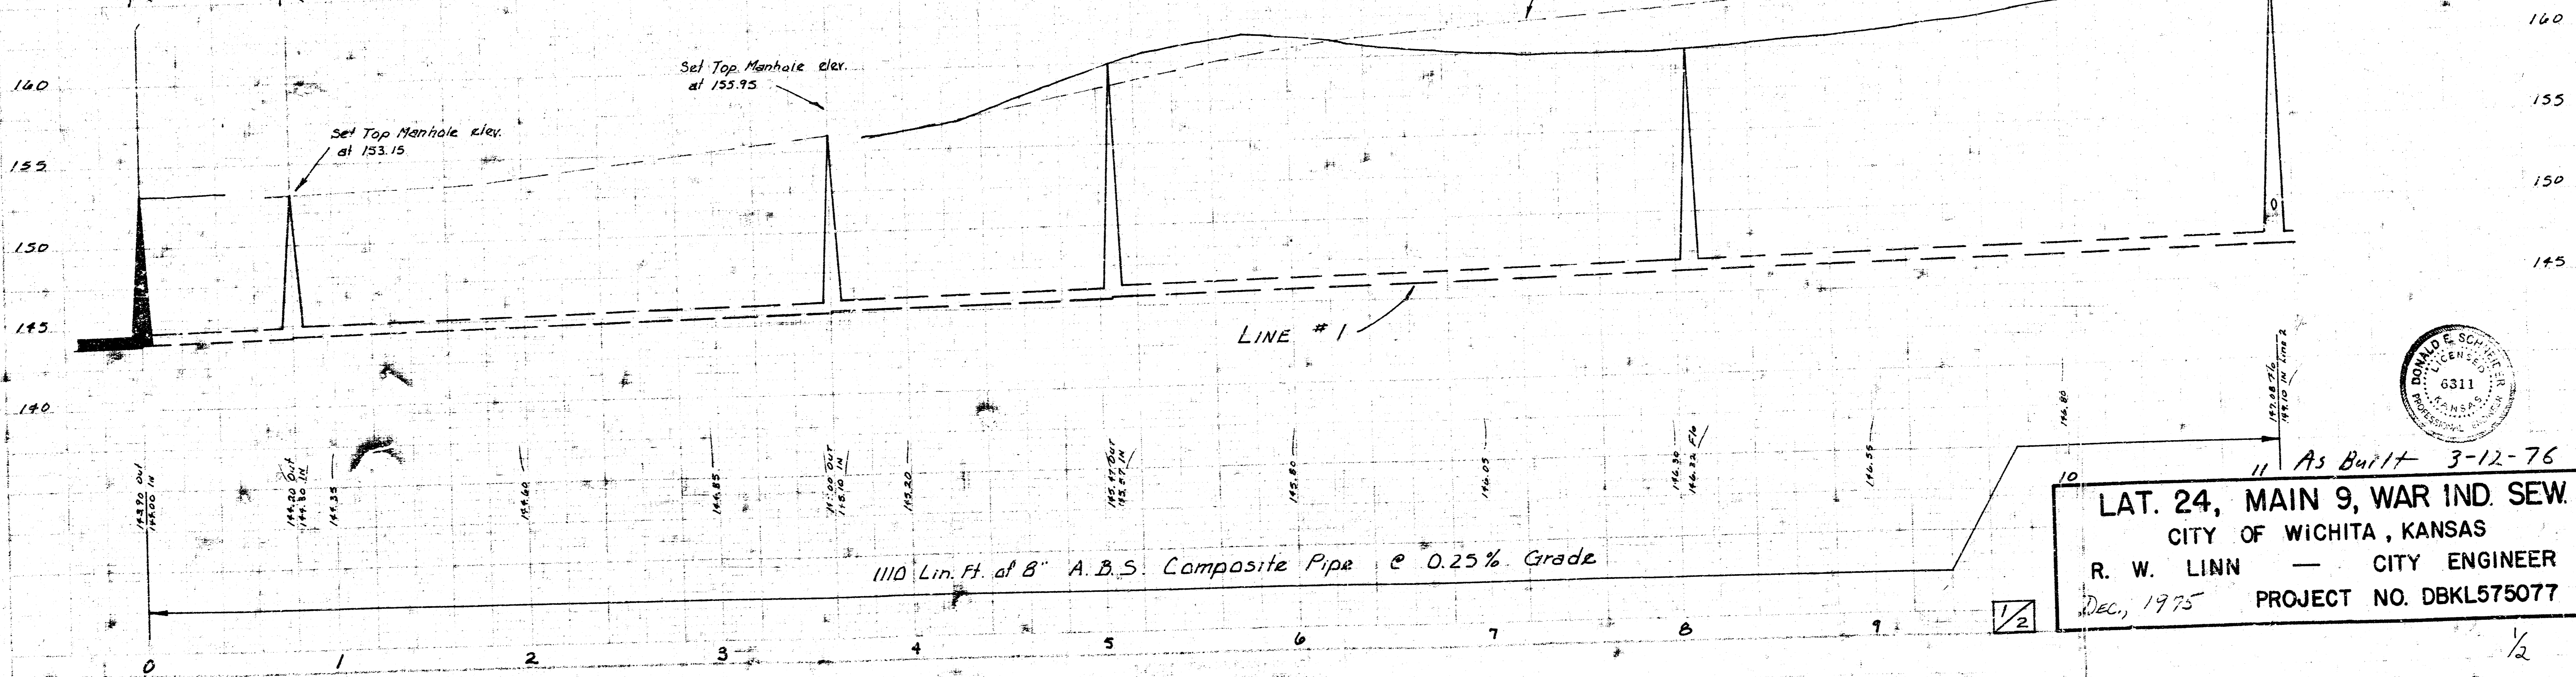 160
155
150
145
140
160
155
150
145
Set Top Manhole elev.
at 153.15
Set Top Manhole elev.
at 155.95
LINE # 1
143.90 OUT
144.00 IN
144.20 OUT
144.30 IN
144.35
144.60
144.85
OUT
145.10 IN
145.20
145.47 OUT
145.57 IN
145.80
146.05
146.30
146.32 F/o
146.55
146.80
147.08 F/o
IN Line 2
1110 Lin. Ft. of 8" A.B.S. Composite Pipe @ 0.25% Grade
0 1 2 3 4 5 6 7 8 9 10 11
DONALD E. SCHNEIDER
LICENSED
6311
KANSAS
PROFESSIONAL ENGINEER
As Built 3-12-76
LAT. 24, MAIN 9, WAR IND. SEW.
CITY OF WICHITA, KANSAS
R. W. LINN — CITY ENGINEER
Dec., 1975 PROJECT NO. DBKL575077
1/2
1/2